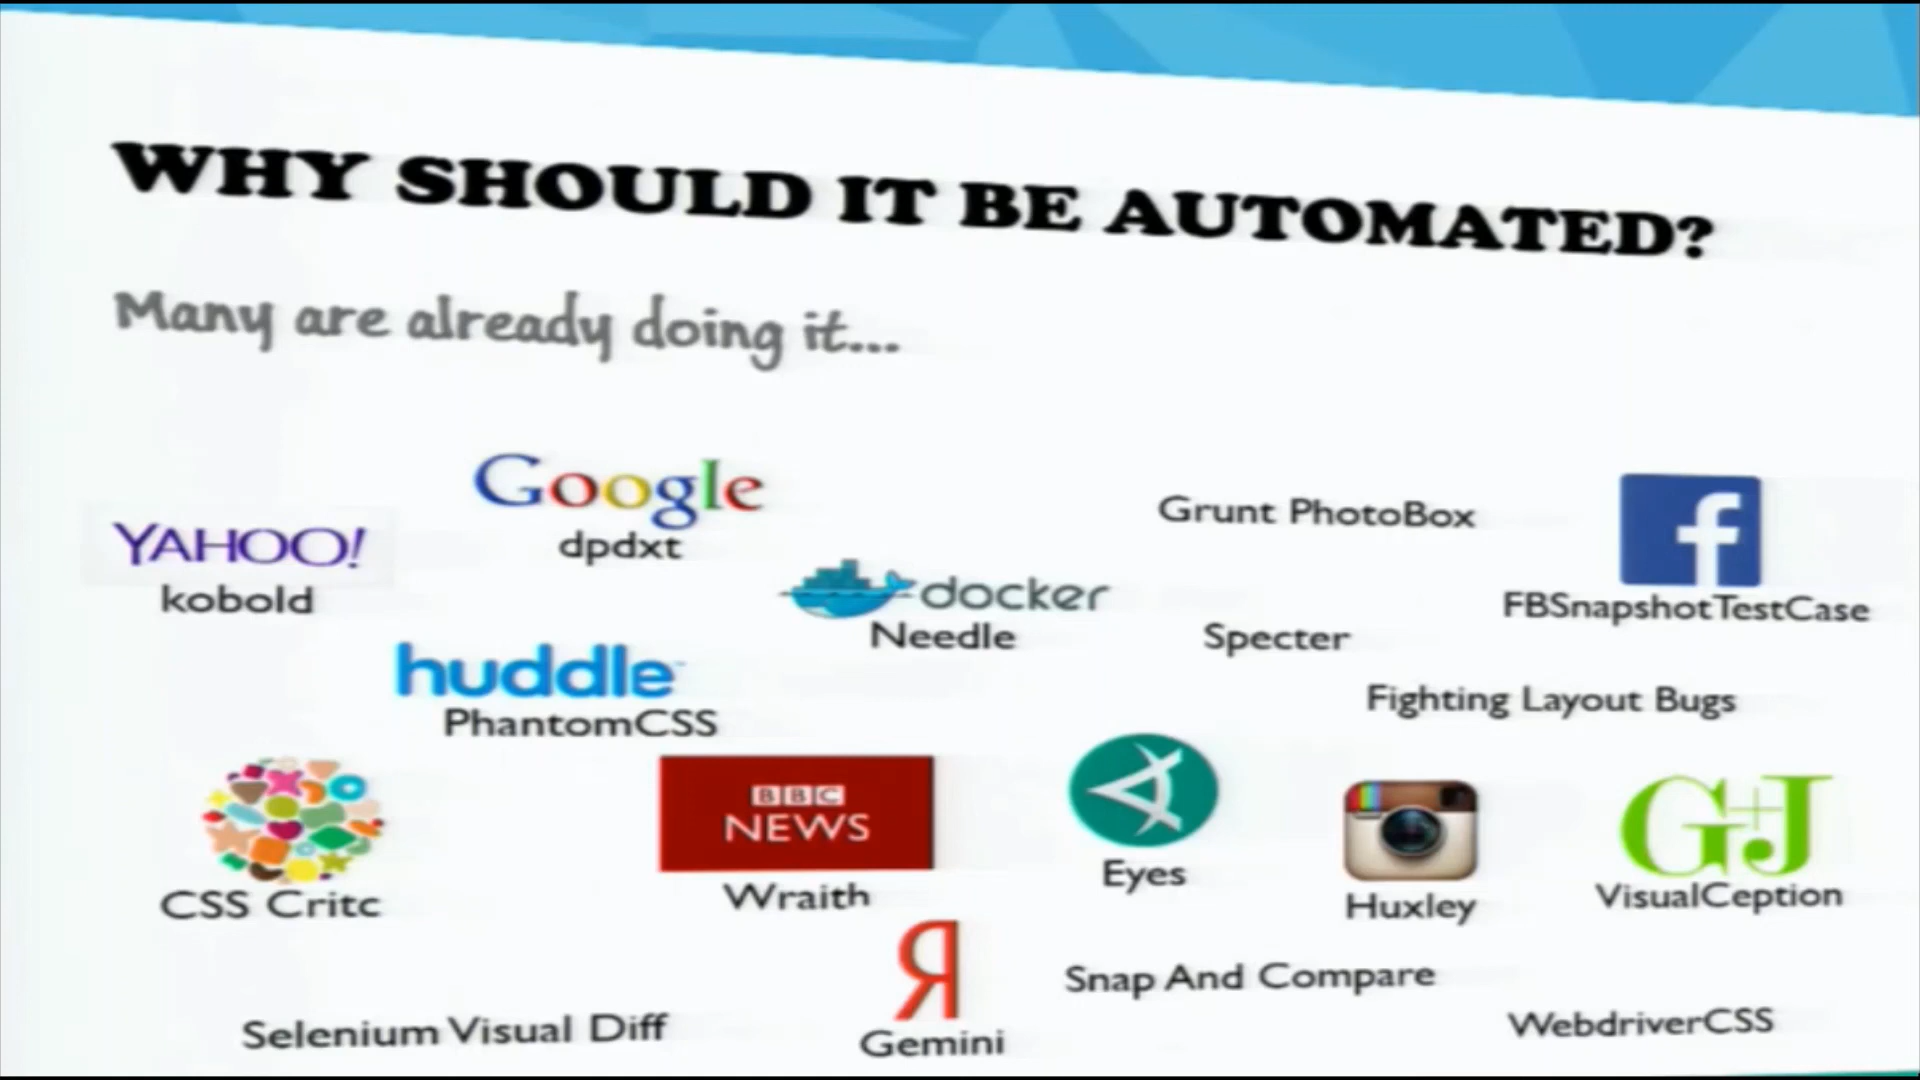 WHY SHOULD IT BE AUTOMATED?
Many are already doing it...
Google
dpdxt
YAHOO!
kobold
docker
Needle
Grunt PhotoBox
f
FBSnapshotTestCase
Specter
huddle
PhantomCSS
Fighting Layout Bugs
CSS Critc
BBC
NEWS
Wraith
Eyes
Huxley
G+J
VisualCeption
Я
Gemini
Snap And Compare
Selenium Visual Diff
WebdriverCSS